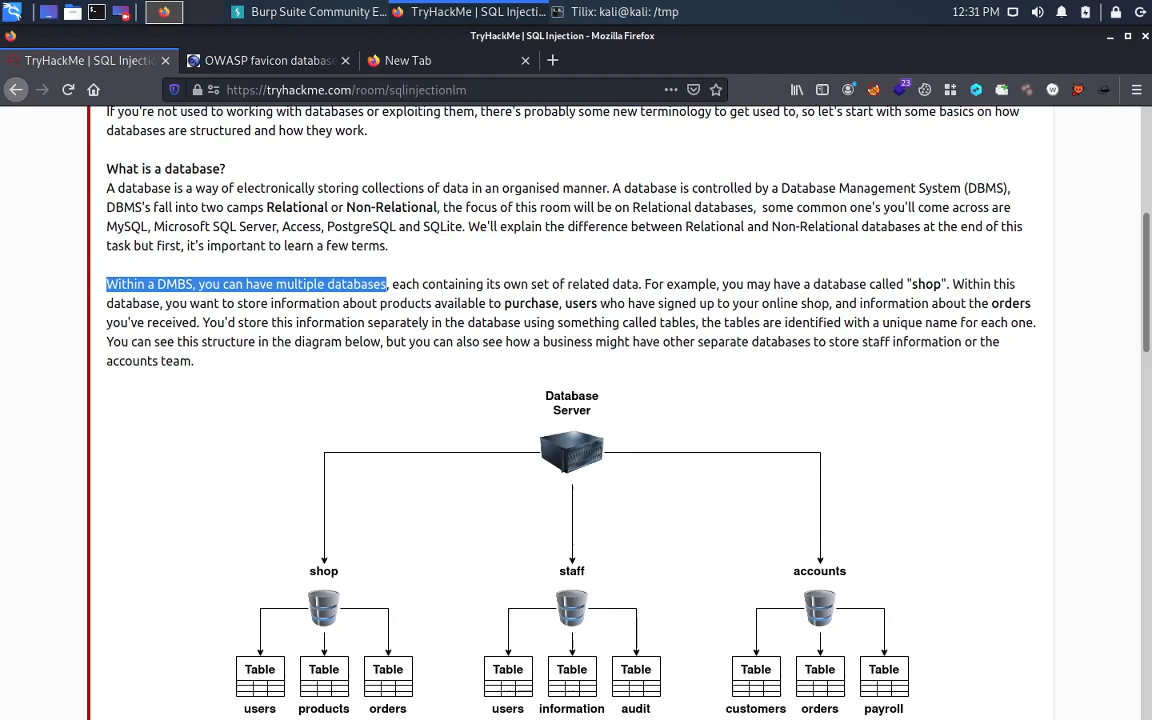 Burp Suite Community E...
TryHackMe | SQL Injecti...
Tilix: kali@kali: /tmp
12:31 PM
TryHackMe | SQL Injection - Mozilla Firefox
TryHackMe | SQL Injectio
OWASP favicon database
New Tab
https://tryhackme.com/room/sqlinjectionlm
23
If you're not used to working with databases or exploiting them, there's probably some new terminology to get used to, so let's start with some basics on how
databases are structured and how they work.
What is a database?
A database is a way of electronically storing collections of data in an organised manner. A database is controlled by a Database Management System (DBMS),
DBMS's fall into two camps Relational or Non-Relational, the focus of this room will be on Relational databases,  some common one's you'll come across are
MySQL, Microsoft SQL Server, Access, PostgreSQL and SQLite. We'll explain the difference between Relational and Non-Relational databases at the end of this
task but first, it's important to learn a few terms.
Within a DMBS, you can have multiple databases, each containing its own set of related data. For example, you may have a database called "shop". Within this
database, you want to store information about products available to purchase, users who have signed up to your online shop, and information about the orders
you've received. You'd store this information separately in the database using something called tables, the tables are identified with a unique name for each one.
You can see this structure in the diagram below, but you can also see how a business might have other separate databases to store staff information or the
accounts team.
Database
Server
shop
staff
accounts
Table Table Table Table Table Table Table Table Table
users products orders users information audit customers orders payroll